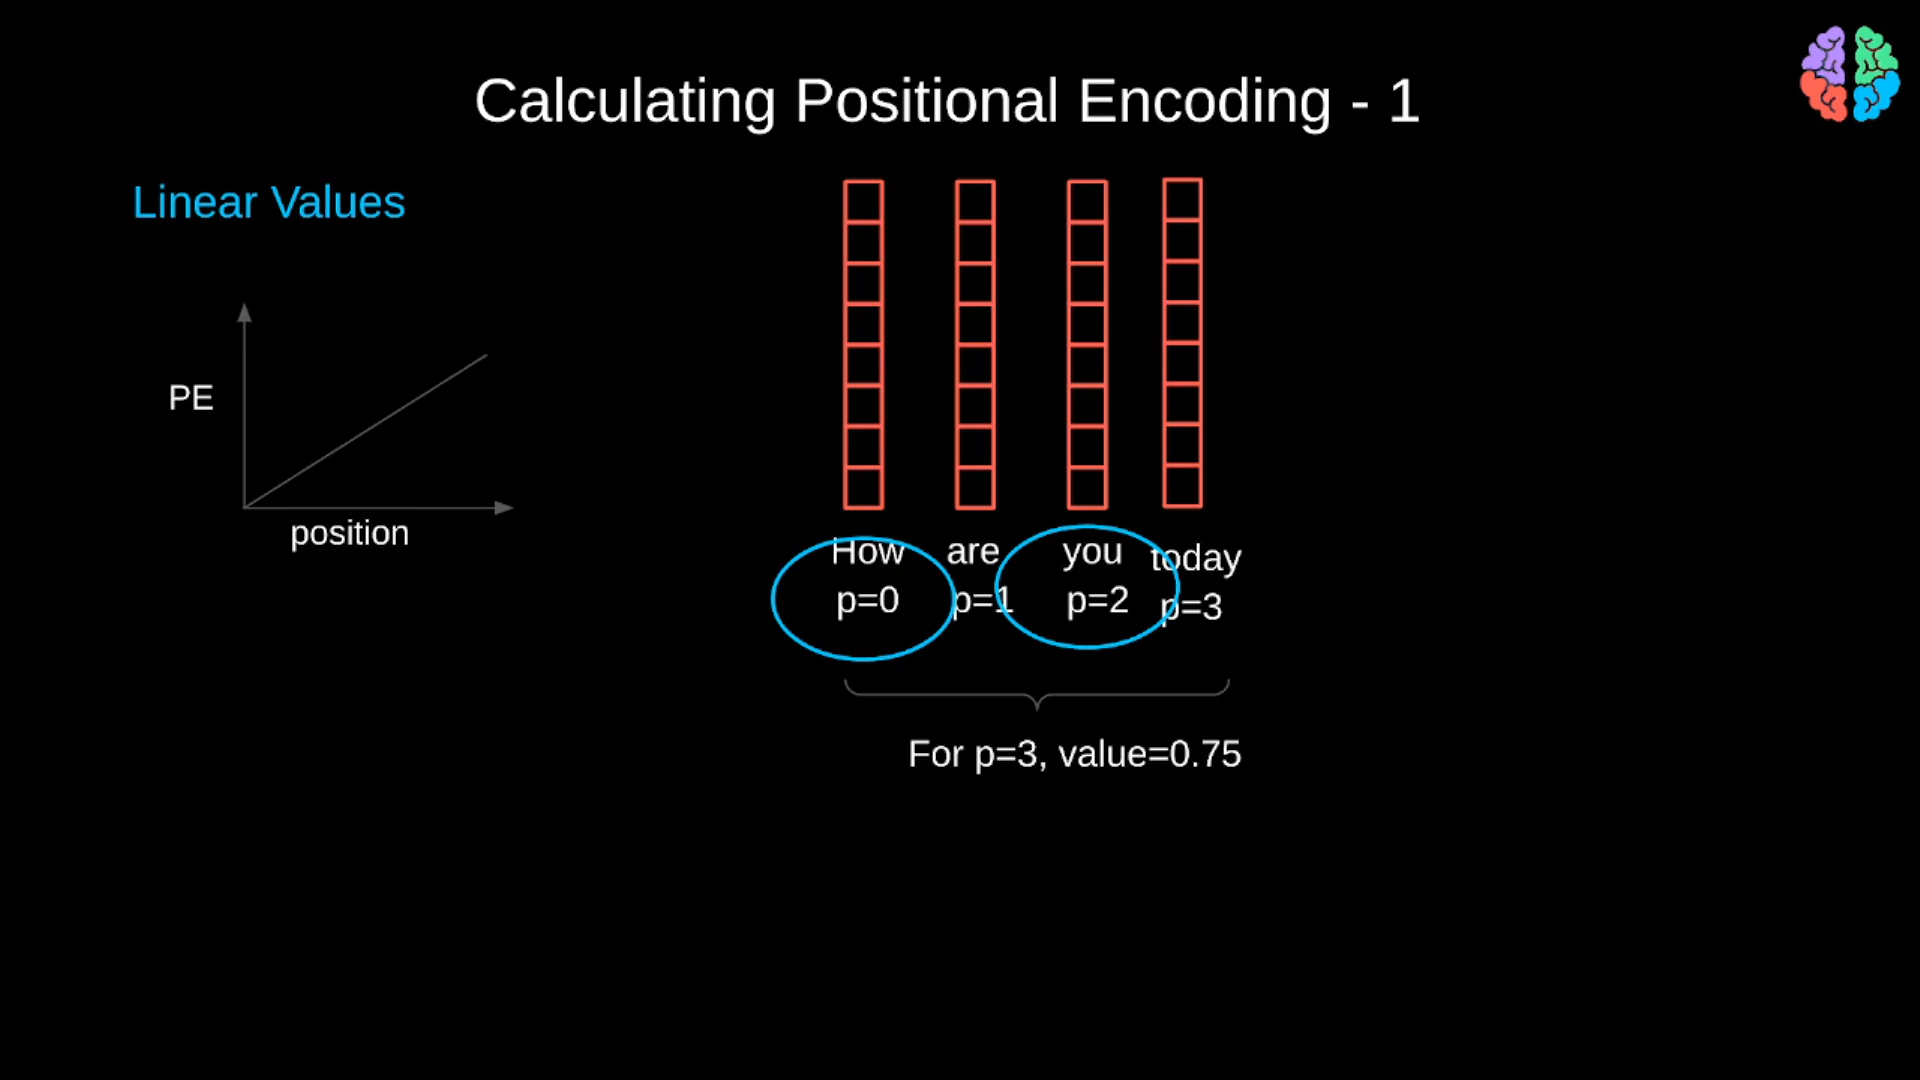 Calculating Positional Encoding - 1
Linear Values
PE
position
How are you today
p=0 p=1 p=2 p=3
For p=3, value=0.75